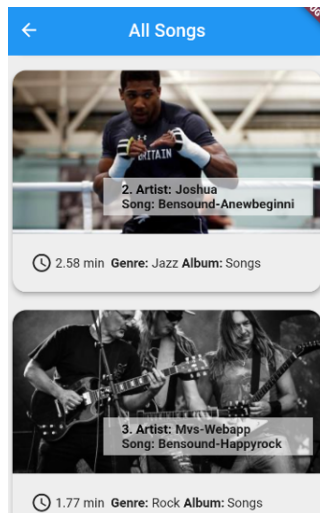 All Songs
BRITAIN
2. Artist: Joshua
Song: Bensound-Anewbeginni
2.58 min Genre: Jazz Album: Songs
3. Artist: Mvs-Webapp
Song: Bensound-Happyrock
1.77 min Genre: Rock Album: Songs